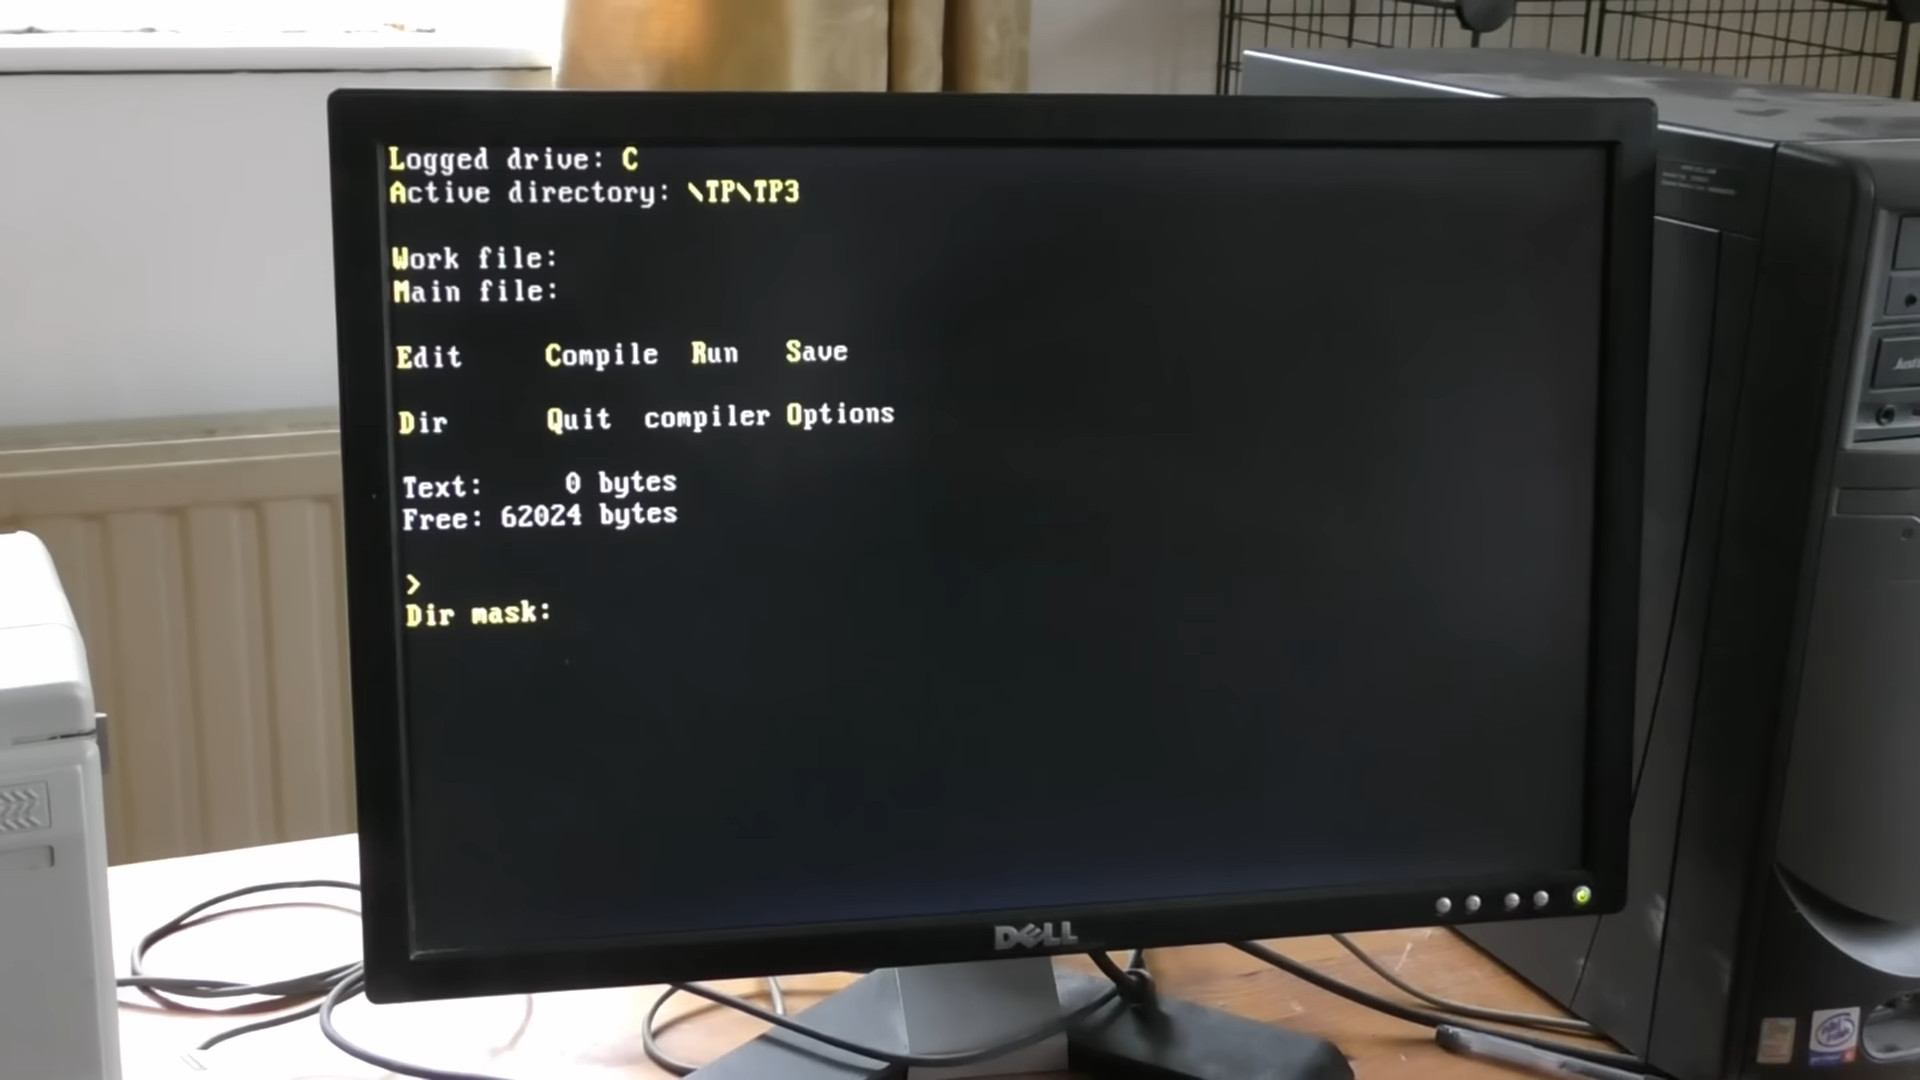 Logged drive: C
Active directory: \TP\TP3
Work file:
Main file:
Edit Compile Run Save
Dir Quit compiler Options
Text: 0 bytes
Free: 62024 bytes
>
Dir mask:
DELL